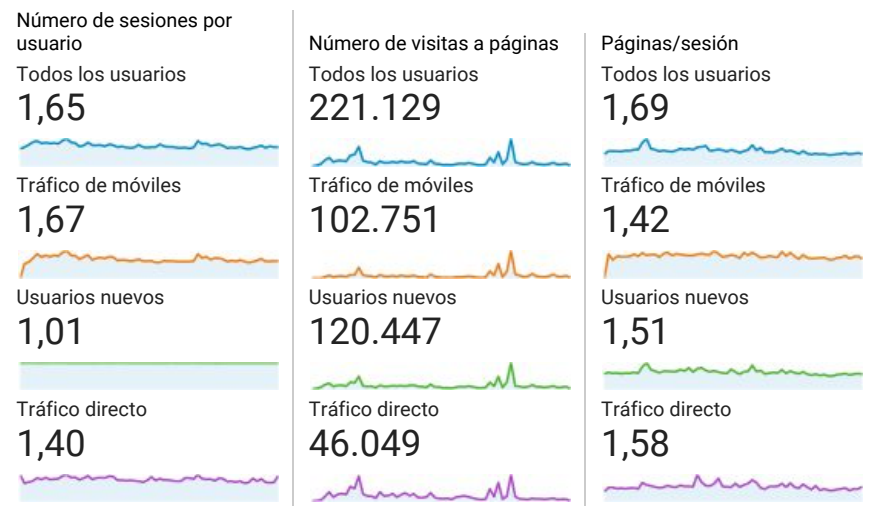 Número de sesiones por
usuario
Todos los usuarios
1,65
Tráfico de móviles
1,67
Usuarios nuevos
1,01
Tráfico directo
1,40
Número de visitas a páginas
Todos los usuarios
221.129
Tráfico de móviles
102.751
Usuarios nuevos
120.447
Tráfico directo
46.049
Páginas/sesión
Todos los usuarios
1,69
Tráfico de móviles
1,42
Usuarios nuevos
1,51
Tráfico directo
1,58